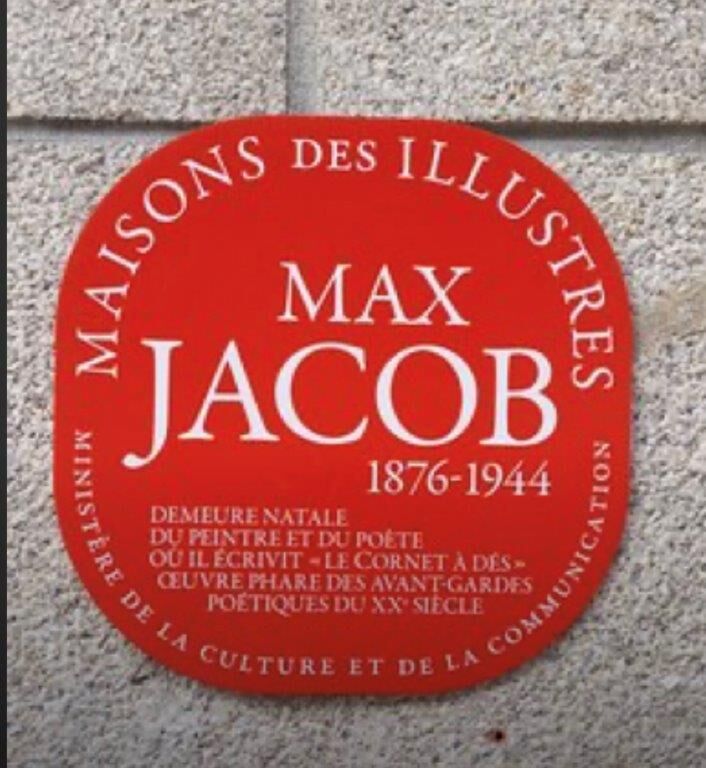 MAISONS DES ILLUSTRES
MAX
JACOB
1876-1944
DEMEURE NATALE
DU PEINTRE ET DU POÈTE
OÙ IL ÉCRIVIT «LE CORNET À DÉS»
ŒUVRE PHARE DES AVANT-GARDES
POÉTIQUES DU XXᵉ SIÈCLE
MINISTÈRE DE LA CULTURE ET DE LA COMMUNICATION